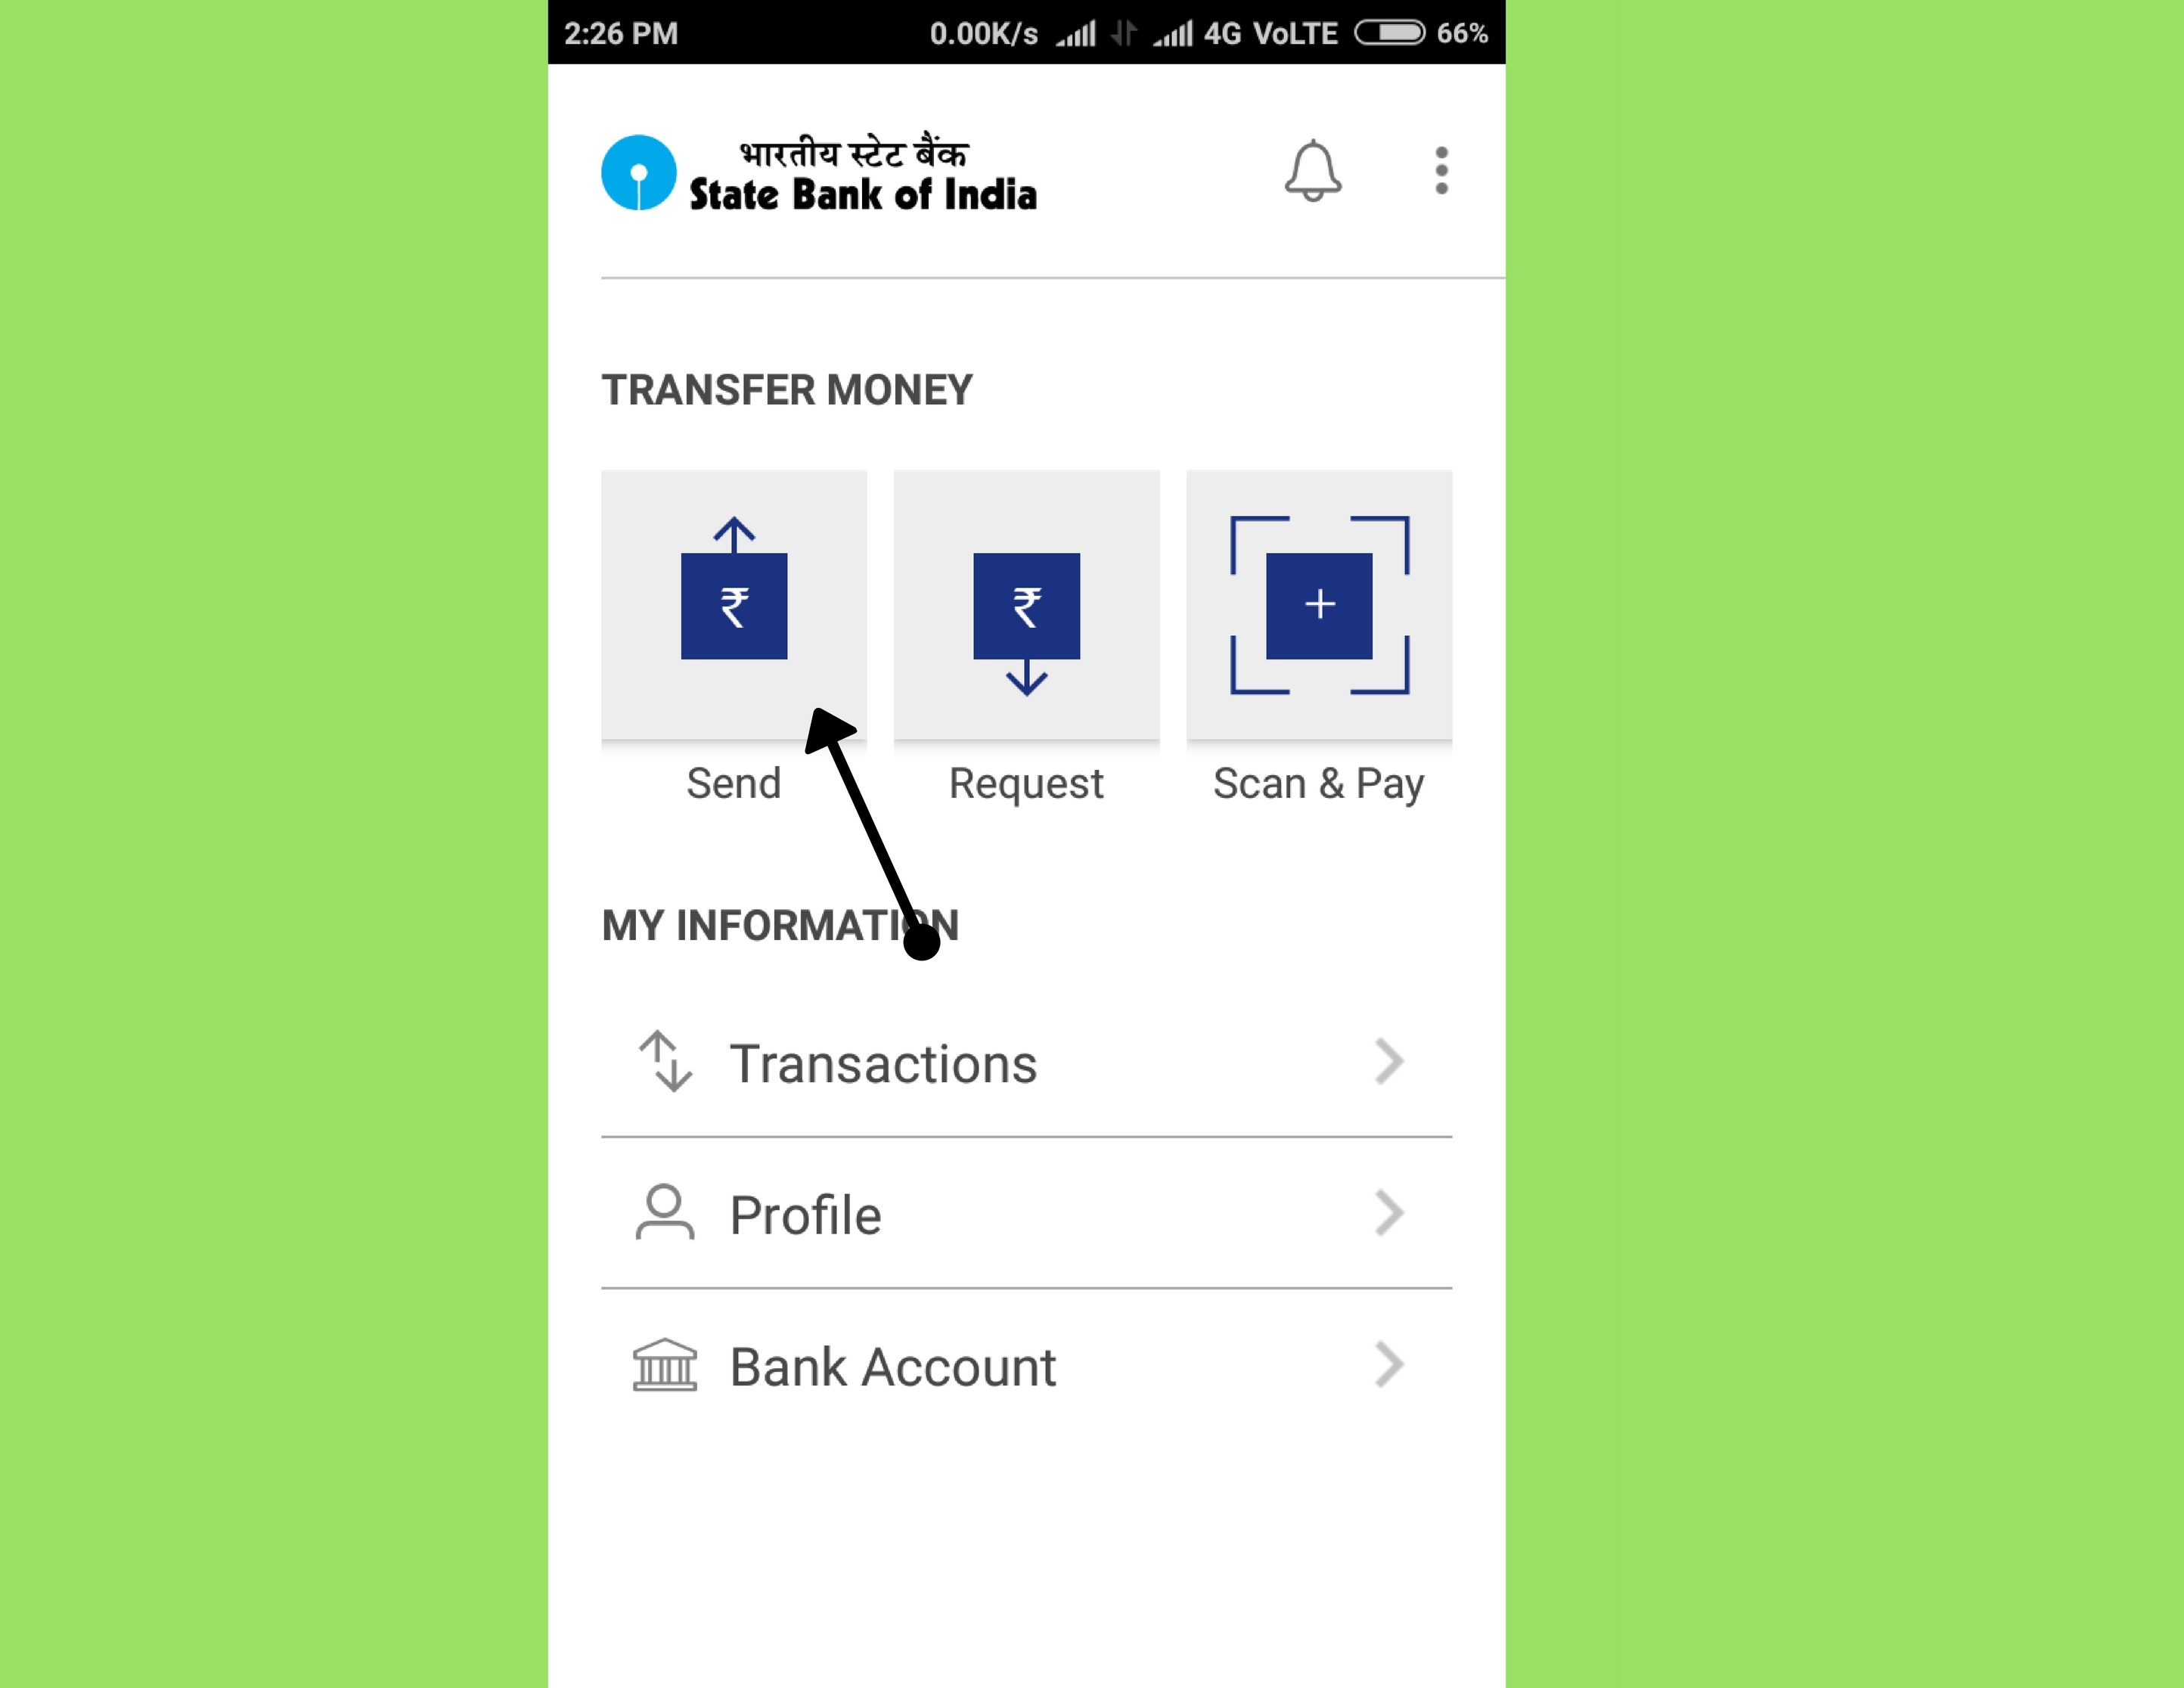 2:26 PM 0.00K/s 4G VoLTE 66%
भारतीय स्टेट बैंक
State Bank of India
TRANSFER MONEY
₹ ₹ +
Send Request Scan & Pay
MY INFORMATION
Transactions
Profile
Bank Account